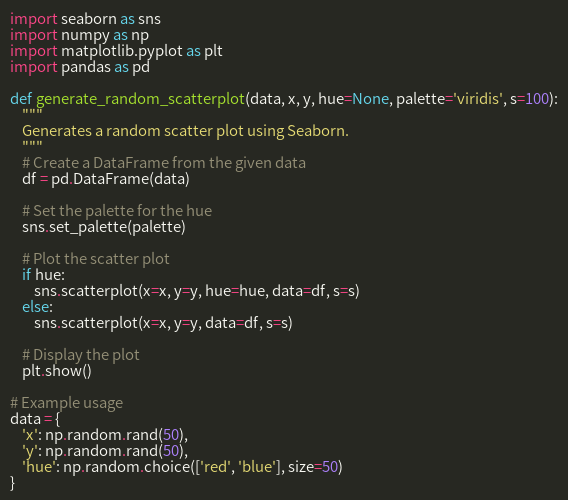 import seaborn as sns
import numpy as np
import matplotlib.pyplot as plt
import pandas as pd

def generate_random_scatterplot(data, x, y, hue=None, palette='viridis', s=100):
    """
    Generates a random scatter plot using Seaborn.
    """
    # Create a DataFrame from the given data
    df = pd.DataFrame(data)

    # Set the palette for the hue
    sns.set_palette(palette)

    # Plot the scatter plot
    if hue:
        sns.scatterplot(x=x, y=y, hue=hue, data=df, s=s)
    else:
        sns.scatterplot(x=x, y=y, data=df, s=s)

    # Display the plot
    plt.show()

# Example usage
data = {
    'x': np.random.rand(50),
    'y': np.random.rand(50),
    'hue': np.random.choice(['red', 'blue'], size=50)
}